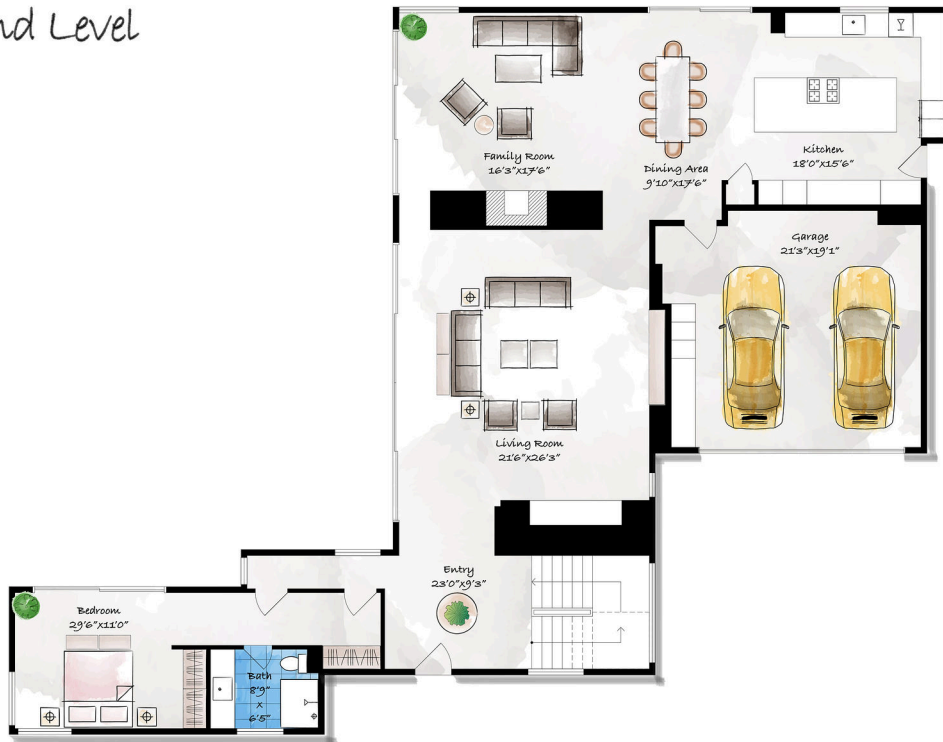 Level
Family Room
16'3"x17'6"
Dining Area
9'10"x17'6"
Kitchen
18'0"x15'6"
Garage
21'3"x19'1"
Living Room
21'6"x26'3"
Entry
23'0"x9'3"
Bedroom
29'6"x11'0"
Bath
8'9"
x
6'5"